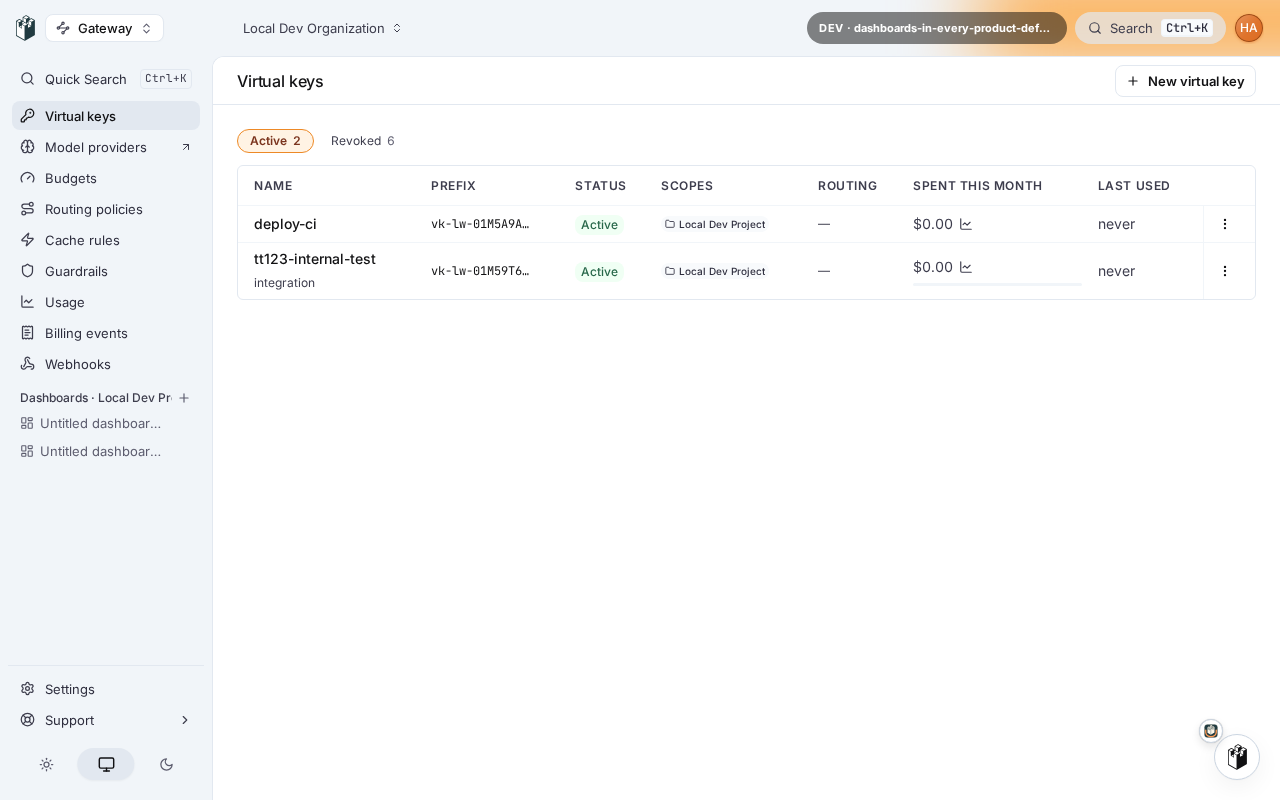 Gateway
Local Dev Organization
DEV · dashboards-in-every-product-def...
Search Ctrl+K
HA
Quick Search Ctrl+K
Virtual keys
Model providers
Budgets
Routing policies
Cache rules
Guardrails
Usage
Billing events
Webhooks
Dashboards · Local Dev Pr
Untitled dashboar...
Untitled dashboar...
Settings
Support
Virtual keys
New virtual key
Active 2
Revoked 6
NAME PREFIX STATUS SCOPES ROUTING SPENT THIS MONTH LAST USED
deploy-ci vk-lw-01M5A9A… Active Local Dev Project — $0.00 never
tt123-internal-test vk-lw-01M59T6… Active Local Dev Project — $0.00 never
integration